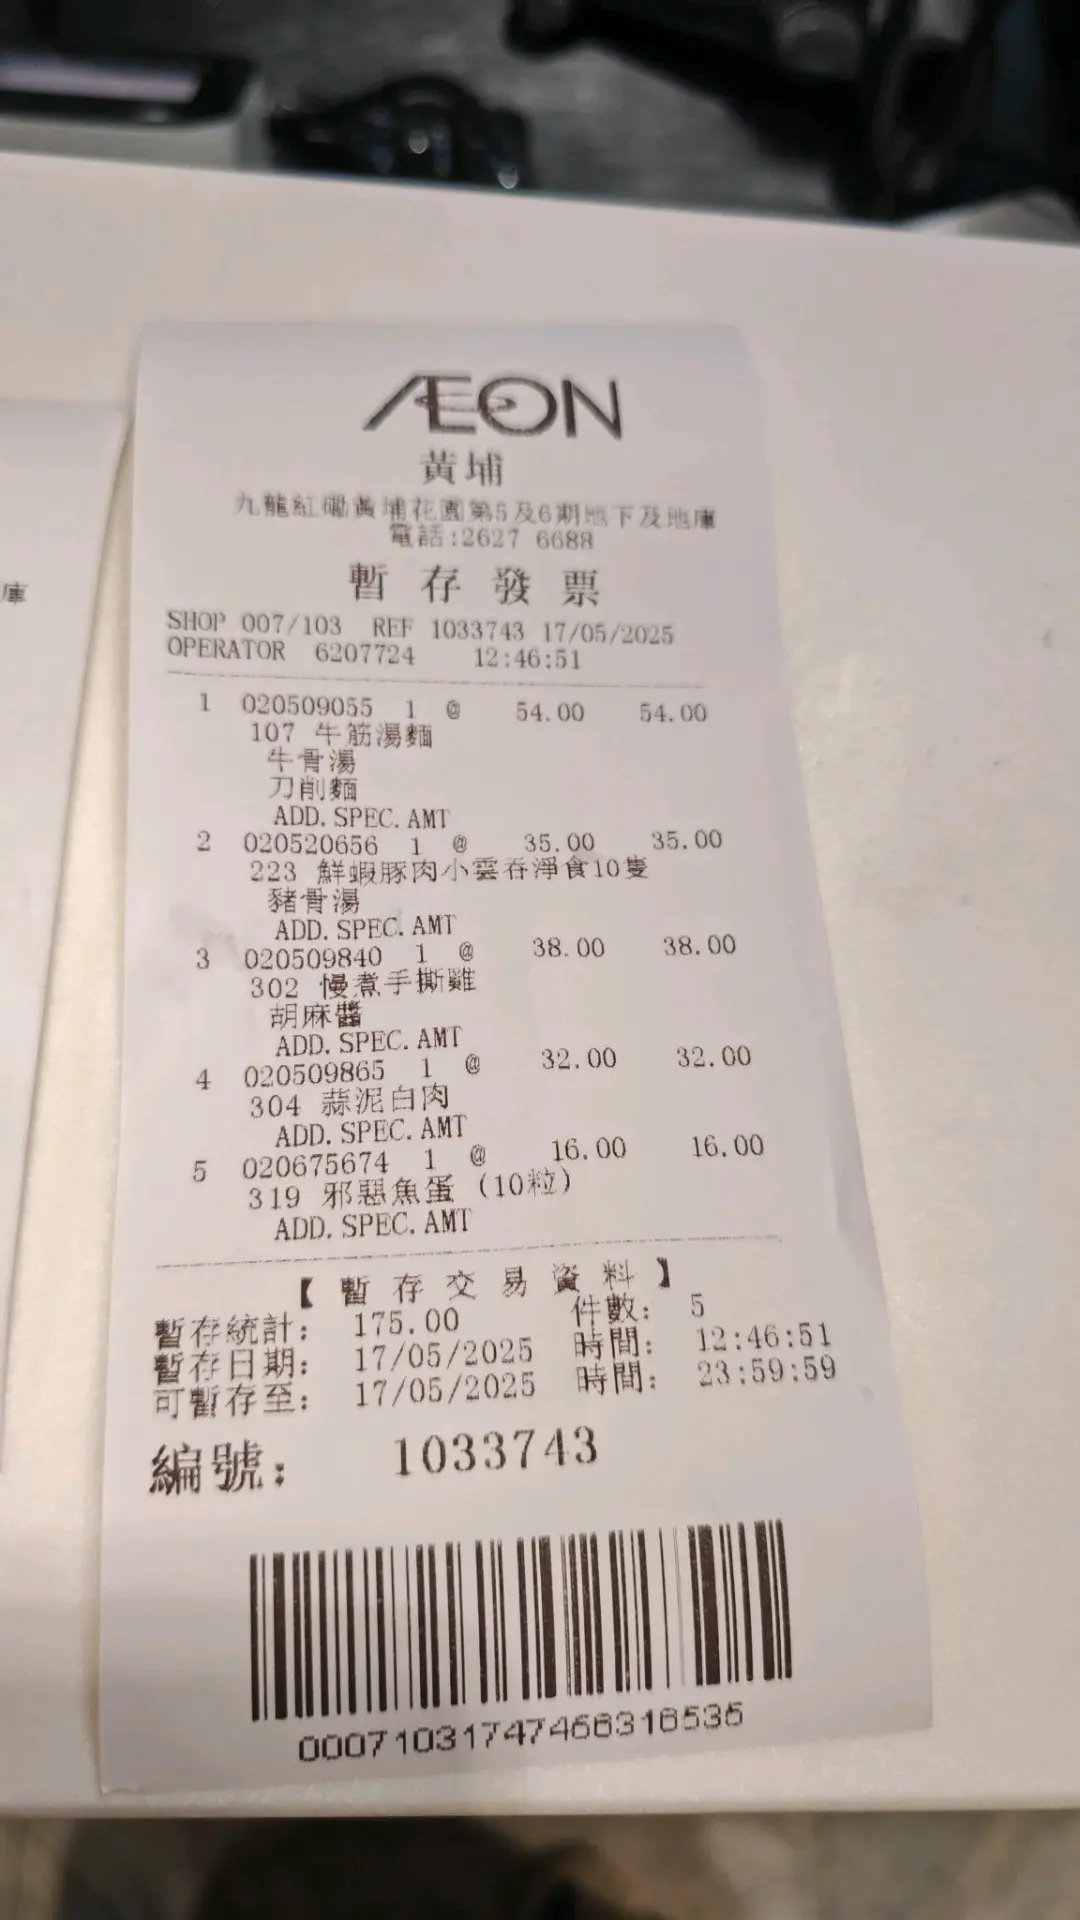 庫
ÆON
黃埔
九龍紅磡黃埔花園第5及6期地下及地庫
電話:2627 6688
暫存發票
SHOP 007/103 REF 1033743 17/05/2025
OPERATOR 6207724 12:46:51
1 020509055 1 @ 54.00 54.00
107 牛筋湯麵
牛骨湯
刀削麵
ADD.SPEC.AMT
2 020520656 1 @ 35.00 35.00
223 鮮蝦豚肉小雲吞淨食10隻
豬骨湯
ADD.SPEC.AMT
3 020509840 1 @ 38.00 38.00
302 慢煮手撕雞
胡麻醬
ADD.SPEC.AMT
4 020509865 1 @ 32.00 32.00
304 蒜泥白肉
ADD.SPEC.AMT
5 020675674 1 @ 16.00 16.00
319 邪惡魚蛋 (10粒)
ADD.SPEC.AMT
【 暫存交易資料 】
暫存統計: 175.00 件數: 5
暫存日期: 17/05/2025 時間: 12:46:51
可暫存至: 17/05/2025 時間: 23:59:59
編號: 1033743
00071031747456316535